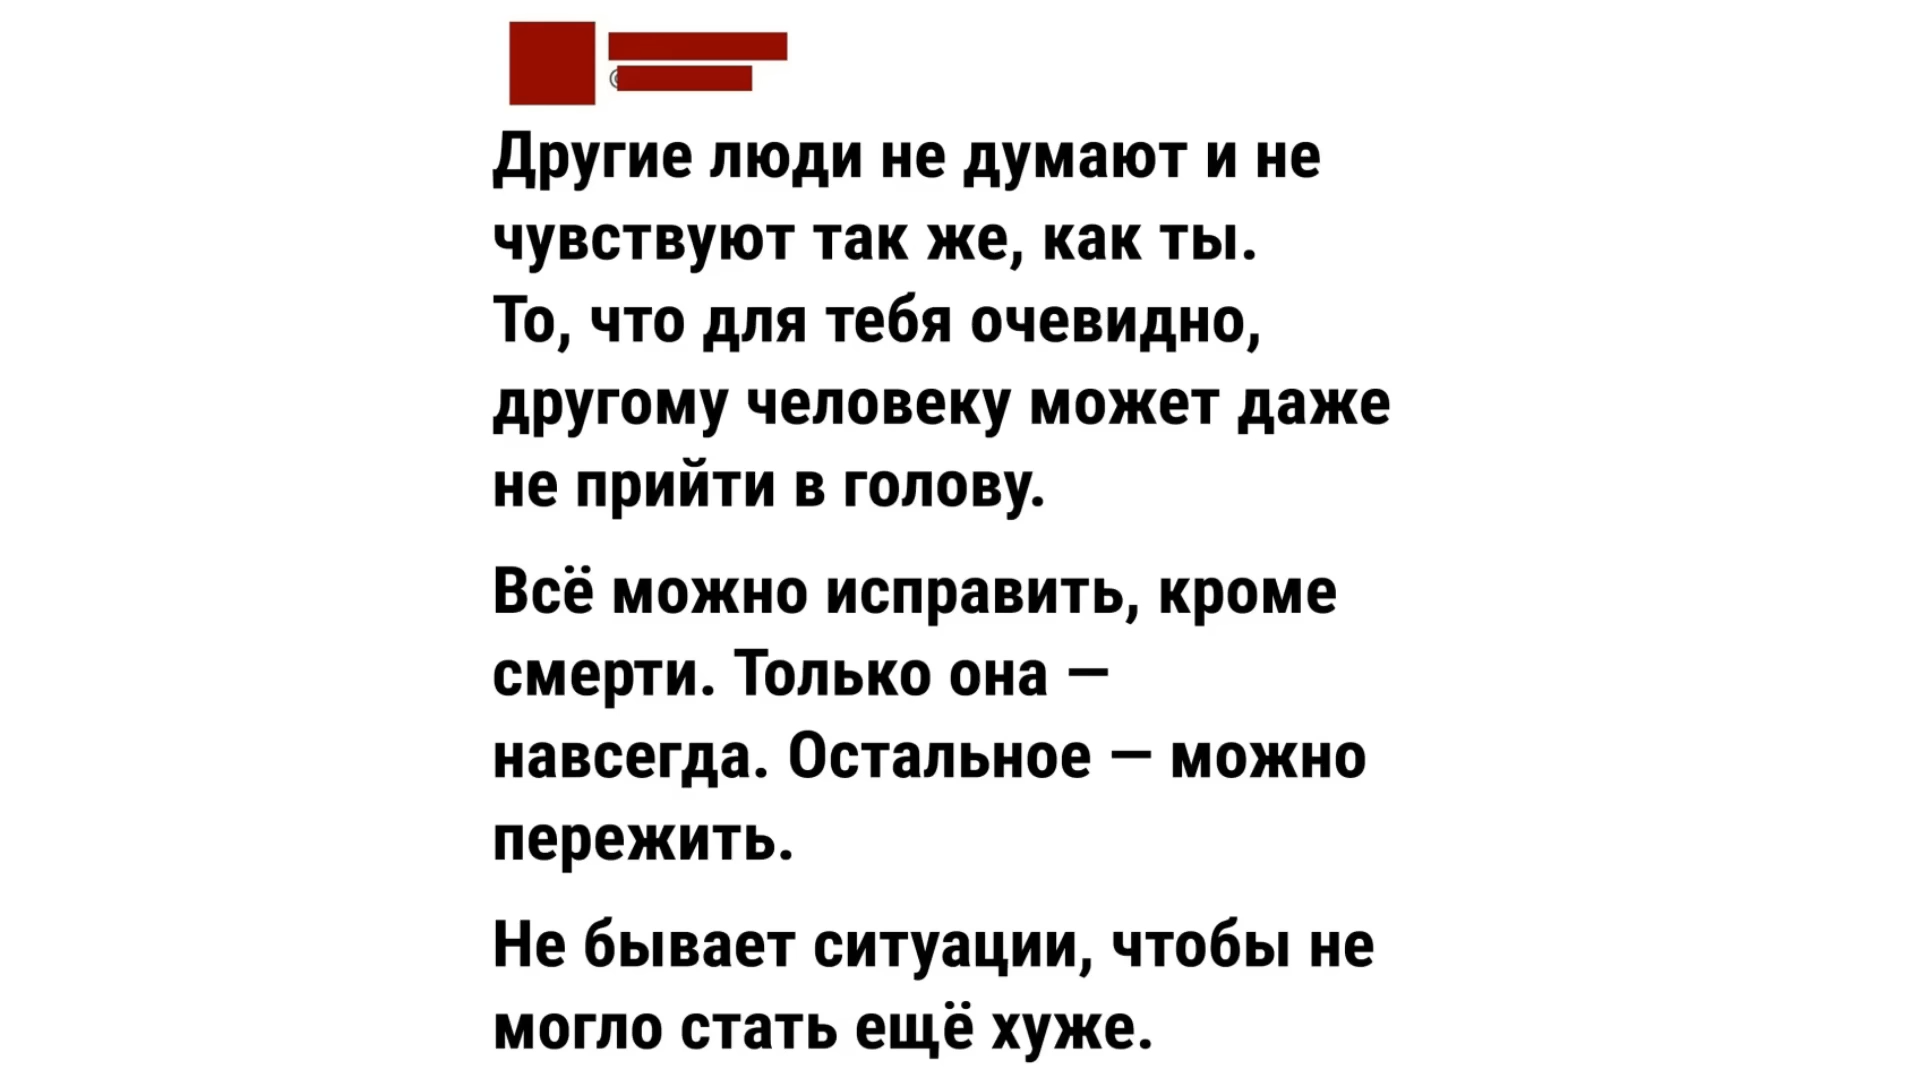 Другие люди не думают и не
чувствуют так же, как ты.
То, что для тебя очевидно,
другому человеку может даже
не прийти в голову.
Всё можно исправить, кроме
смерти. Только она —
навсегда. Остальное — можно
пережить.
Не бывает ситуации, чтобы не
могло стать ещё хуже.